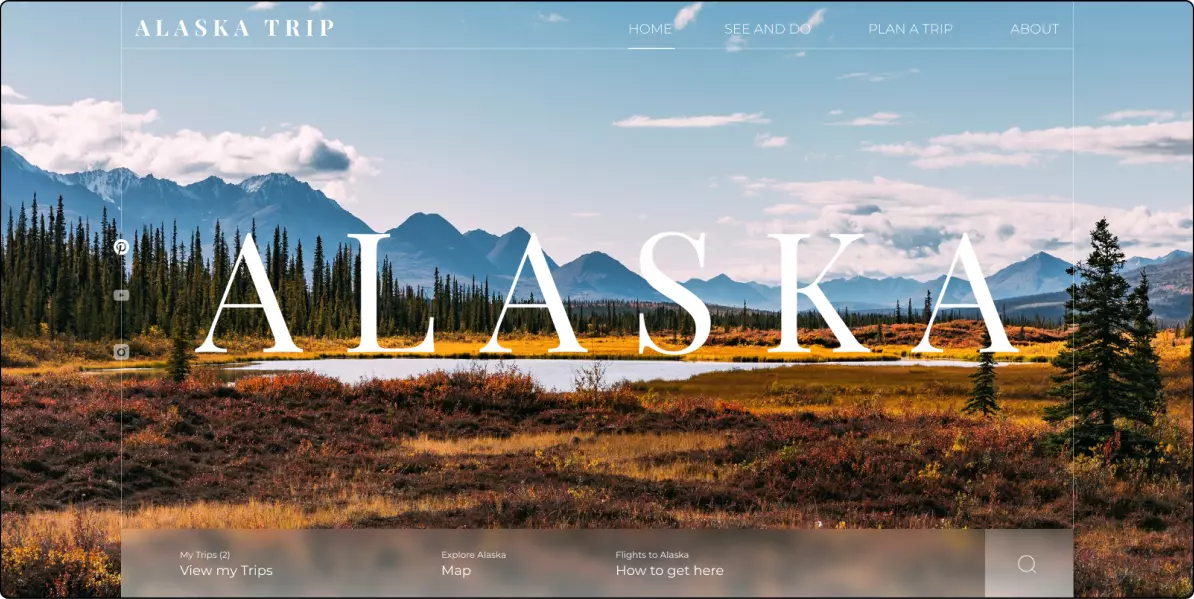 ALASKA TRIP
HOME SEE AND DO PLAN A TRIP ABOUT
ALASKA
My Trips (2)
View my Trips
Explore Alaska
Map
Flights to Alaska
How to get here